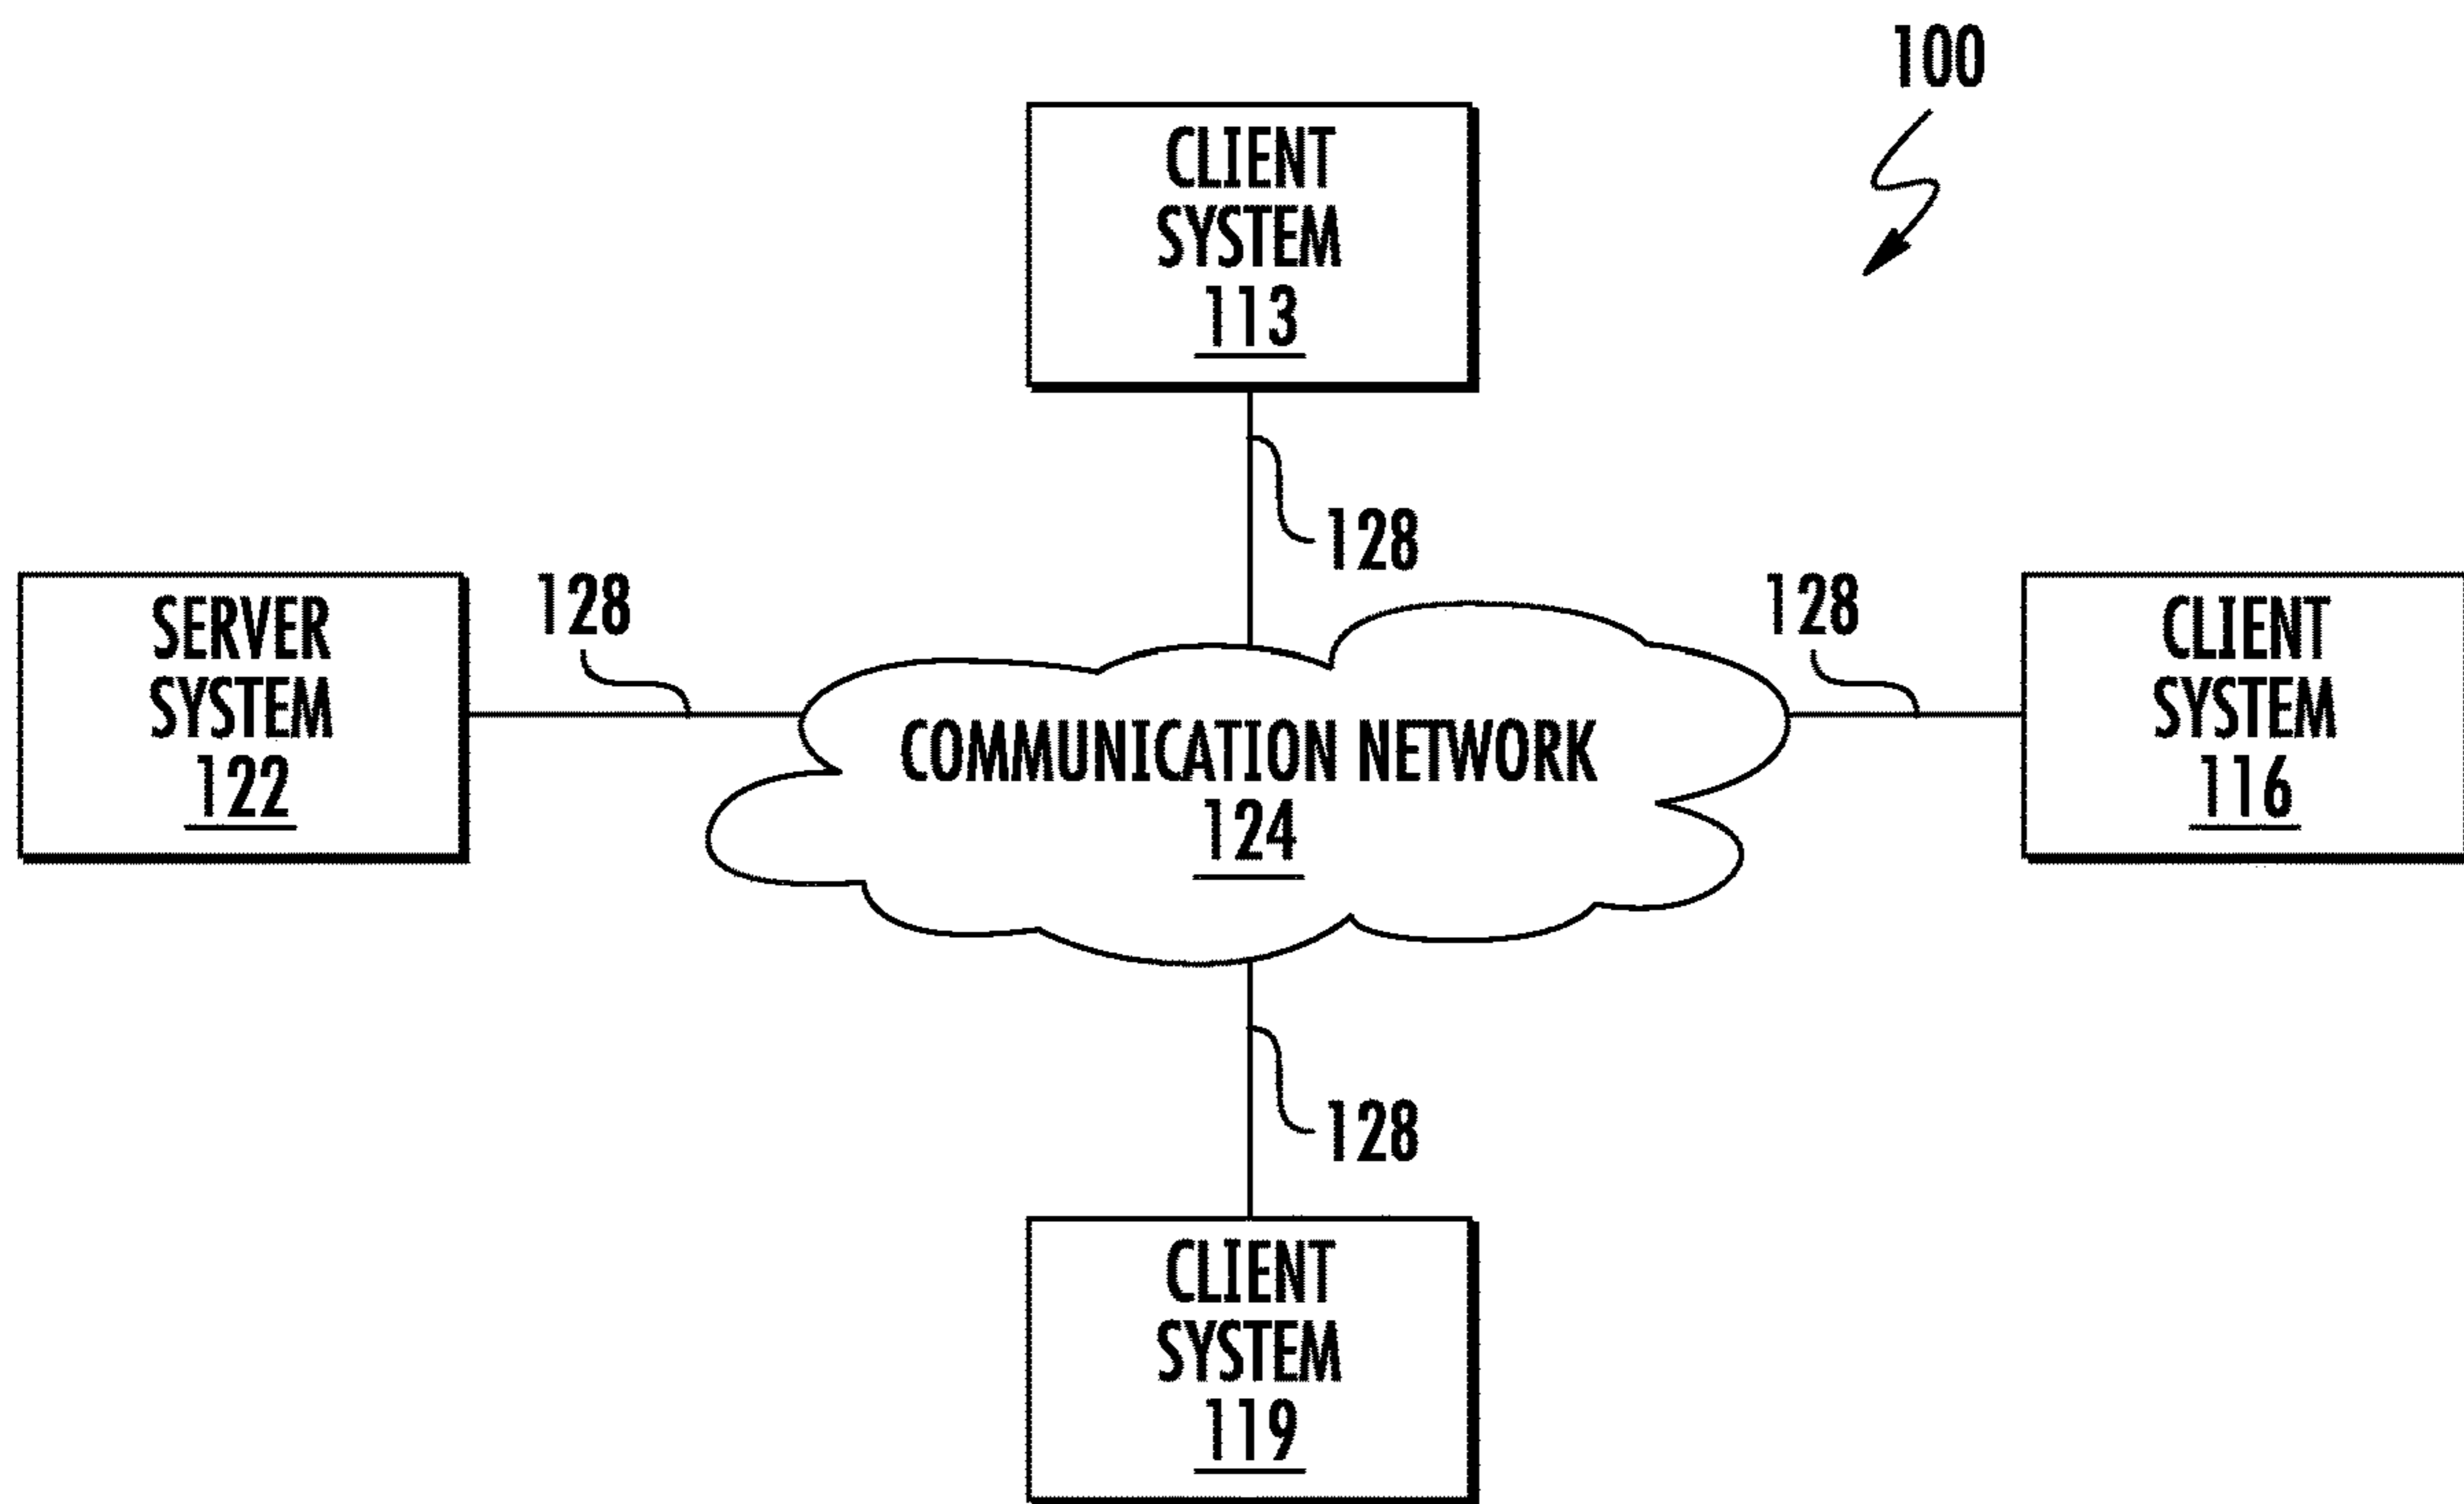 100
CLIENT
SYSTEM
113
128
SERVER
SYSTEM
122
128
128
CLIENT
SYSTEM
116
COMMUNICATION NETWORK
124
128
CLIENT
SYSTEM
119